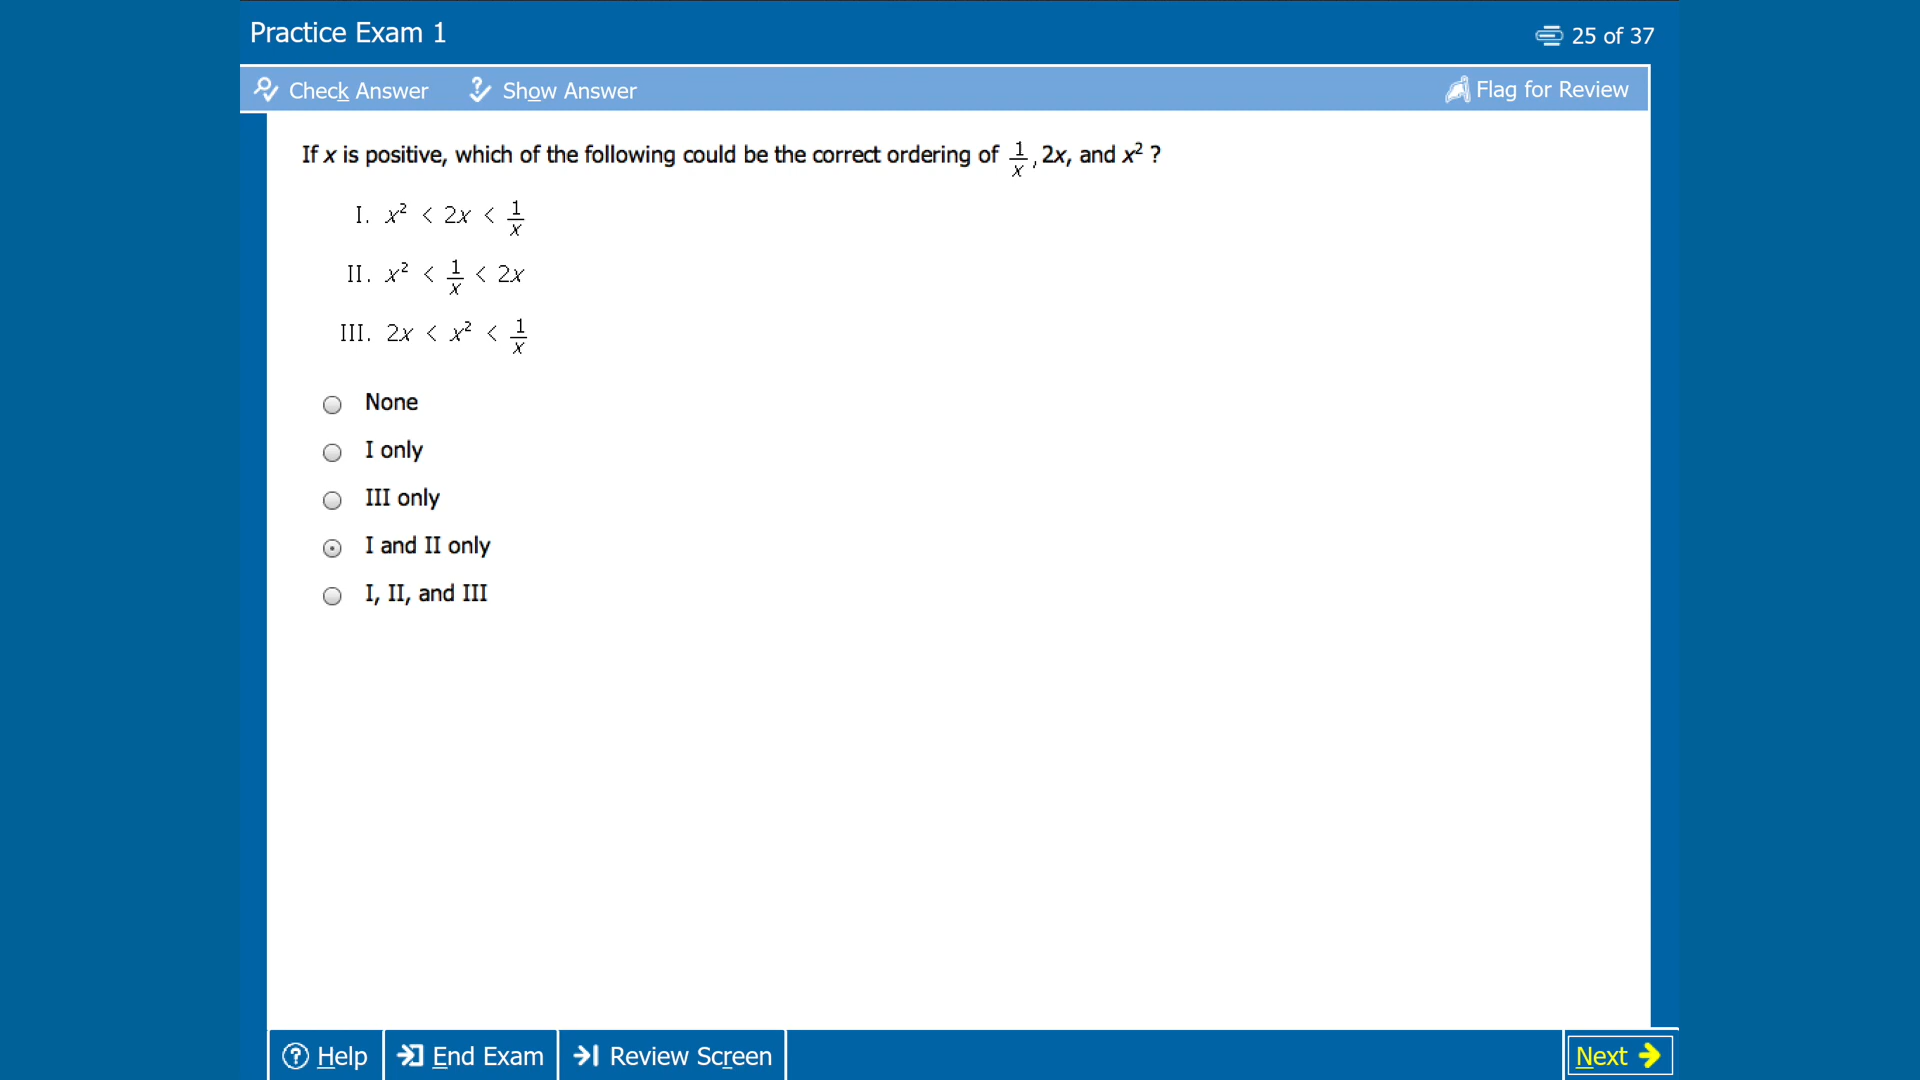 Practice Exam 1
25 of 37
Check Answer
Show Answer
Flag for Review
If x is positive, which of the following could be the correct ordering of 1/x, 2x, and x² ?
I. x² < 2x < 1/x
II. x² < 1/x < 2x
III. 2x < x² < 1/x
None
I only
III only
I and II only
I, II, and III
Help
End Exam
Review Screen
Next